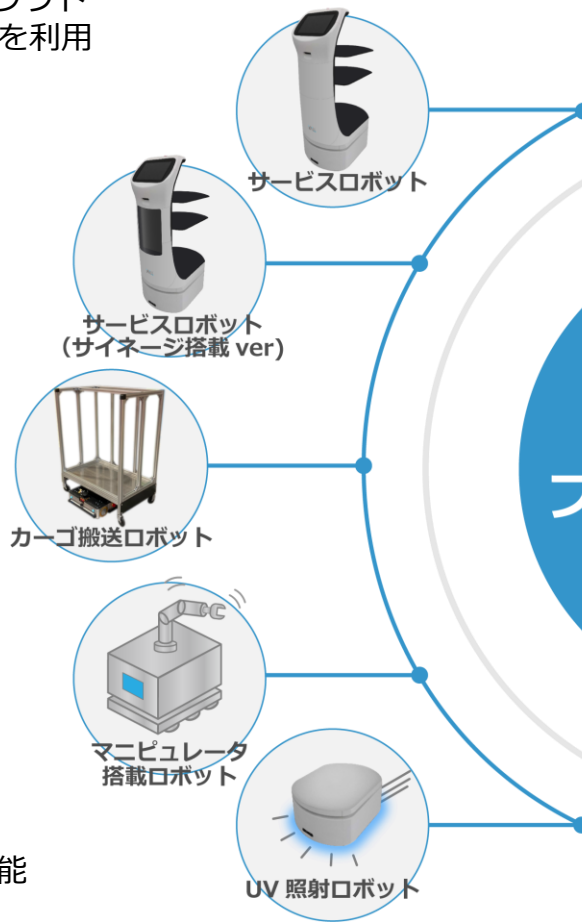 を利用
サービスロボット
サービスロボット
(サイネージ搭載 ver)
カーゴ搬送ロボット
マニピュレータ
搭載ロボット
UV 照射ロボット
能